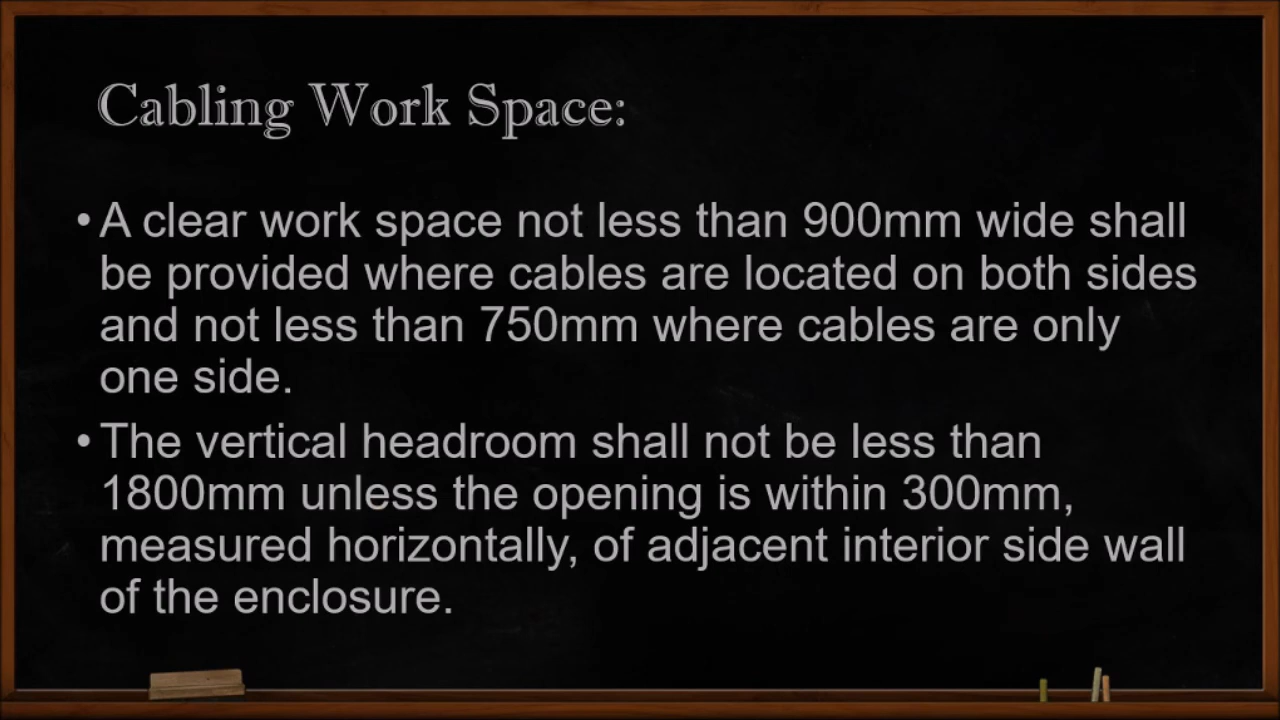 Cabling Work Space:
• A clear work space not less than 900mm wide shall
be provided where cables are located on both sides
and not less than 750mm where cables are only
one side.
• The vertical headroom shall not be less than
1800mm unless the opening is within 300mm,
measured horizontally, of adjacent interior side wall
of the enclosure.